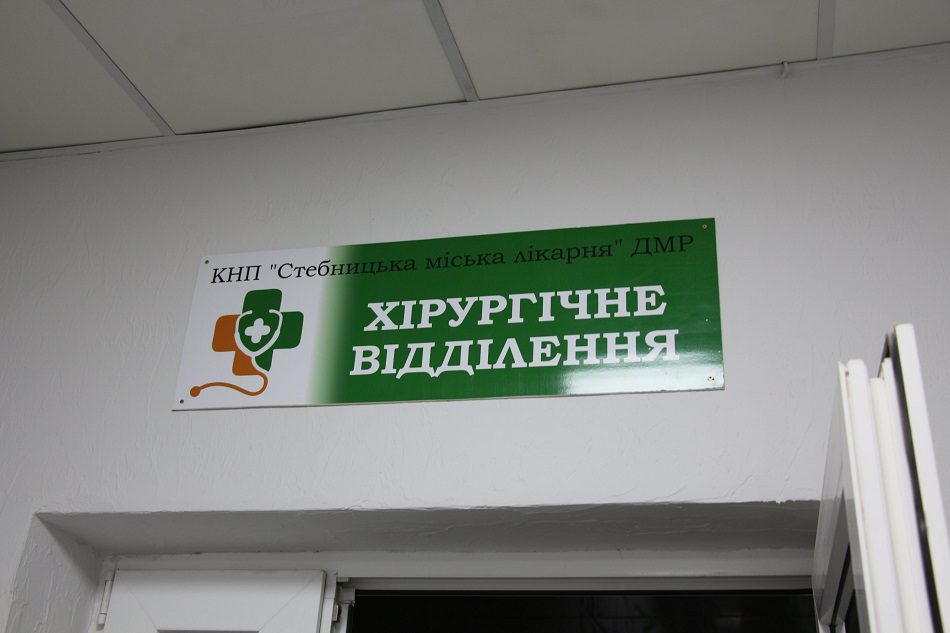 КНП "Стебницька міська лікарня" ДМР
ХІРУРГІЧНЕ
ВІДДІЛЕННЯ